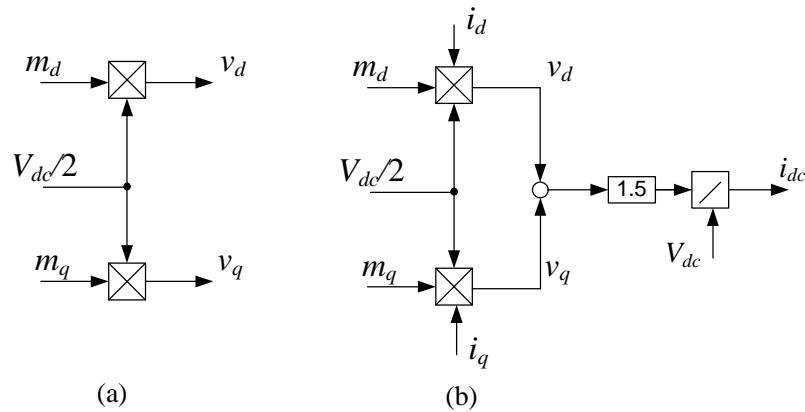 m_d
v_d
V_dc/2
m_q
v_q
(a)
i_d
m_d
v_d
V_dc/2
1.5
i_dc
V_dc
m_q
v_q
i_q
(b)